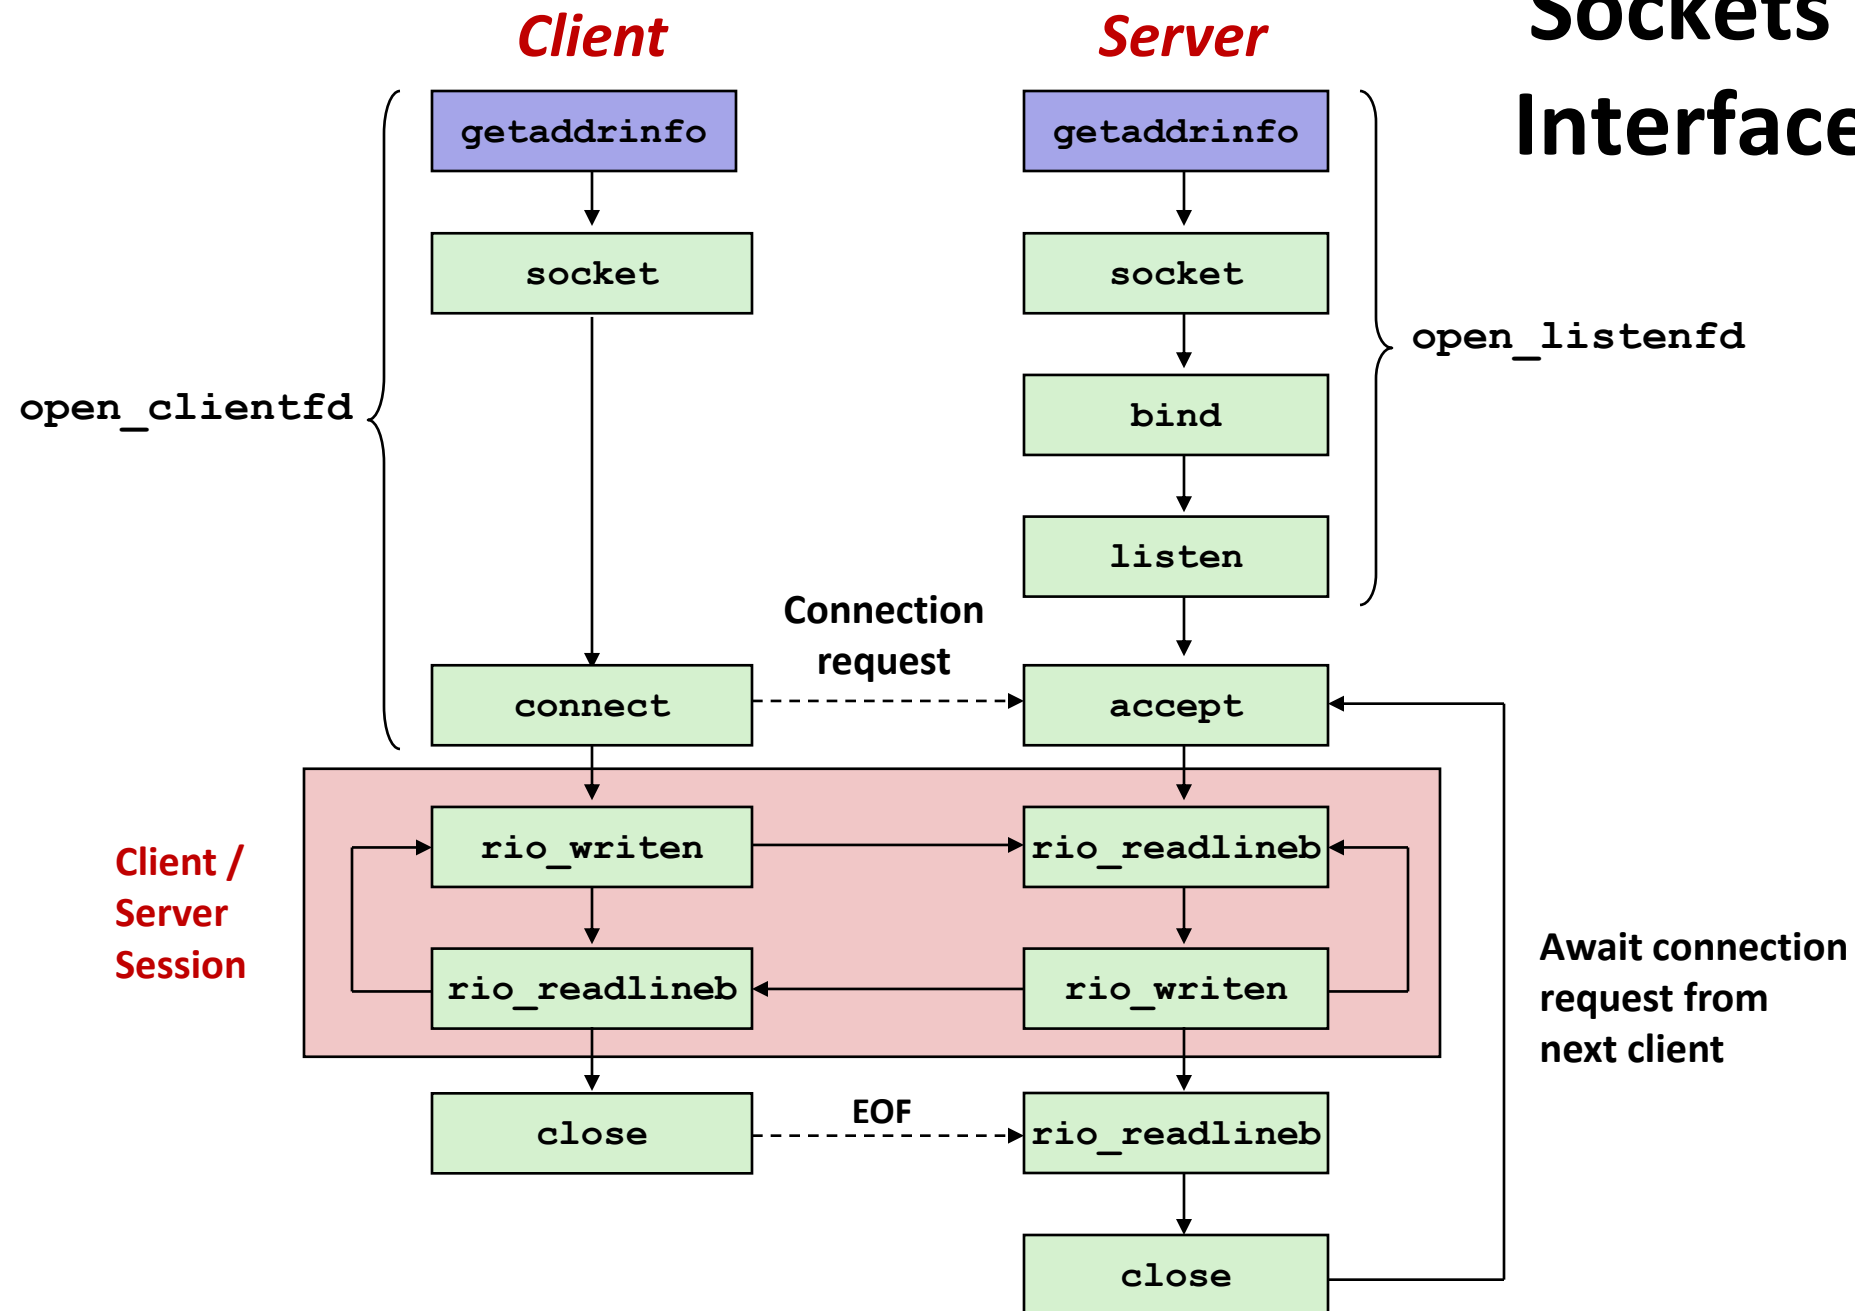 Sockets
Interface
Client
Server
getaddrinfo
getaddrinfo
socket
socket
open_listenfd
open_clientfd
bind
listen
Connection
request
connect
accept
Client /
Server
Session
rio_writen
rio_readlineb
rio_readlineb
rio_writen
Await connection
request from
next client
close
EOF
rio_readlineb
close